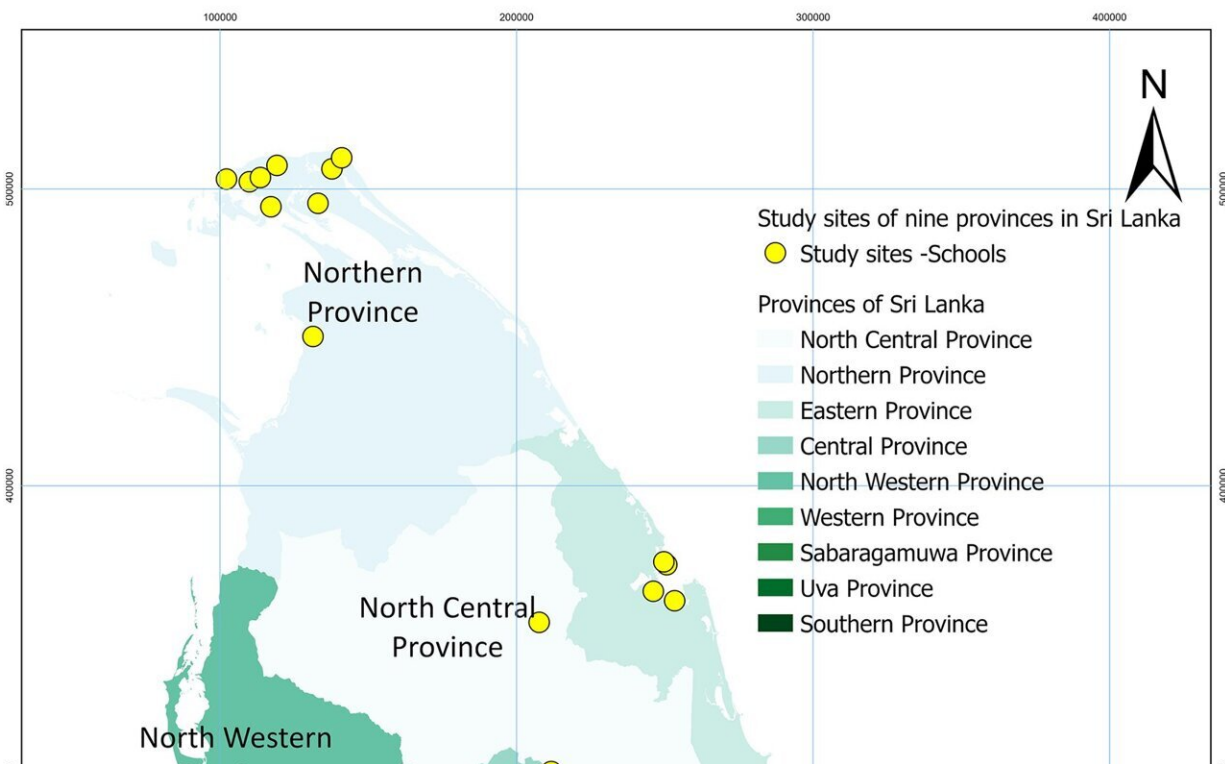 100000
200000
300000
400000
N
500000
500000
Study sites of nine provinces in Sri Lanka
Study sites -Schools
Provinces of Sri Lanka
North Central Province
Northern Province
Eastern Province
Central Province
North Western Province
Western Province
Sabaragamuwa Province
Uva Province
Southern Province
Northern
Province
400000
400000
North Central
Province
North Western